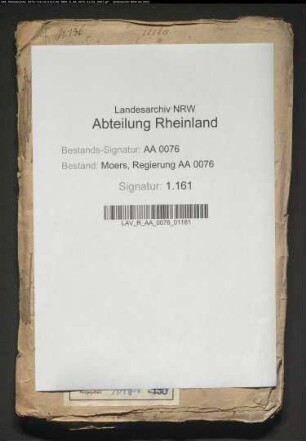 Landesarchiv NRW
Abteilung Rheinland
Bestands-Signatur: AA 0076
Bestand: Moers, Regierung AA 0076
Signatur: 1.161
LAV_R_AA_0076_01161